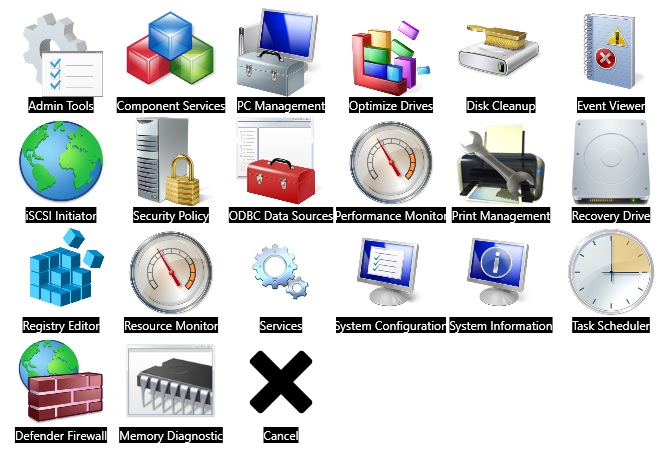 Admin Tools
Component Services
PC Management
Optimize Drives
Disk Cleanup
Event Viewer
iSCSI Initiator
Security Policy
ODBC Data Sources
Performance Monitor
Print Management
Recovery Drive
Registry Editor
Resource Monitor
Services
System Configuration
System Information
Task Scheduler
Defender Firewall
Memory Diagnostic
Cancel